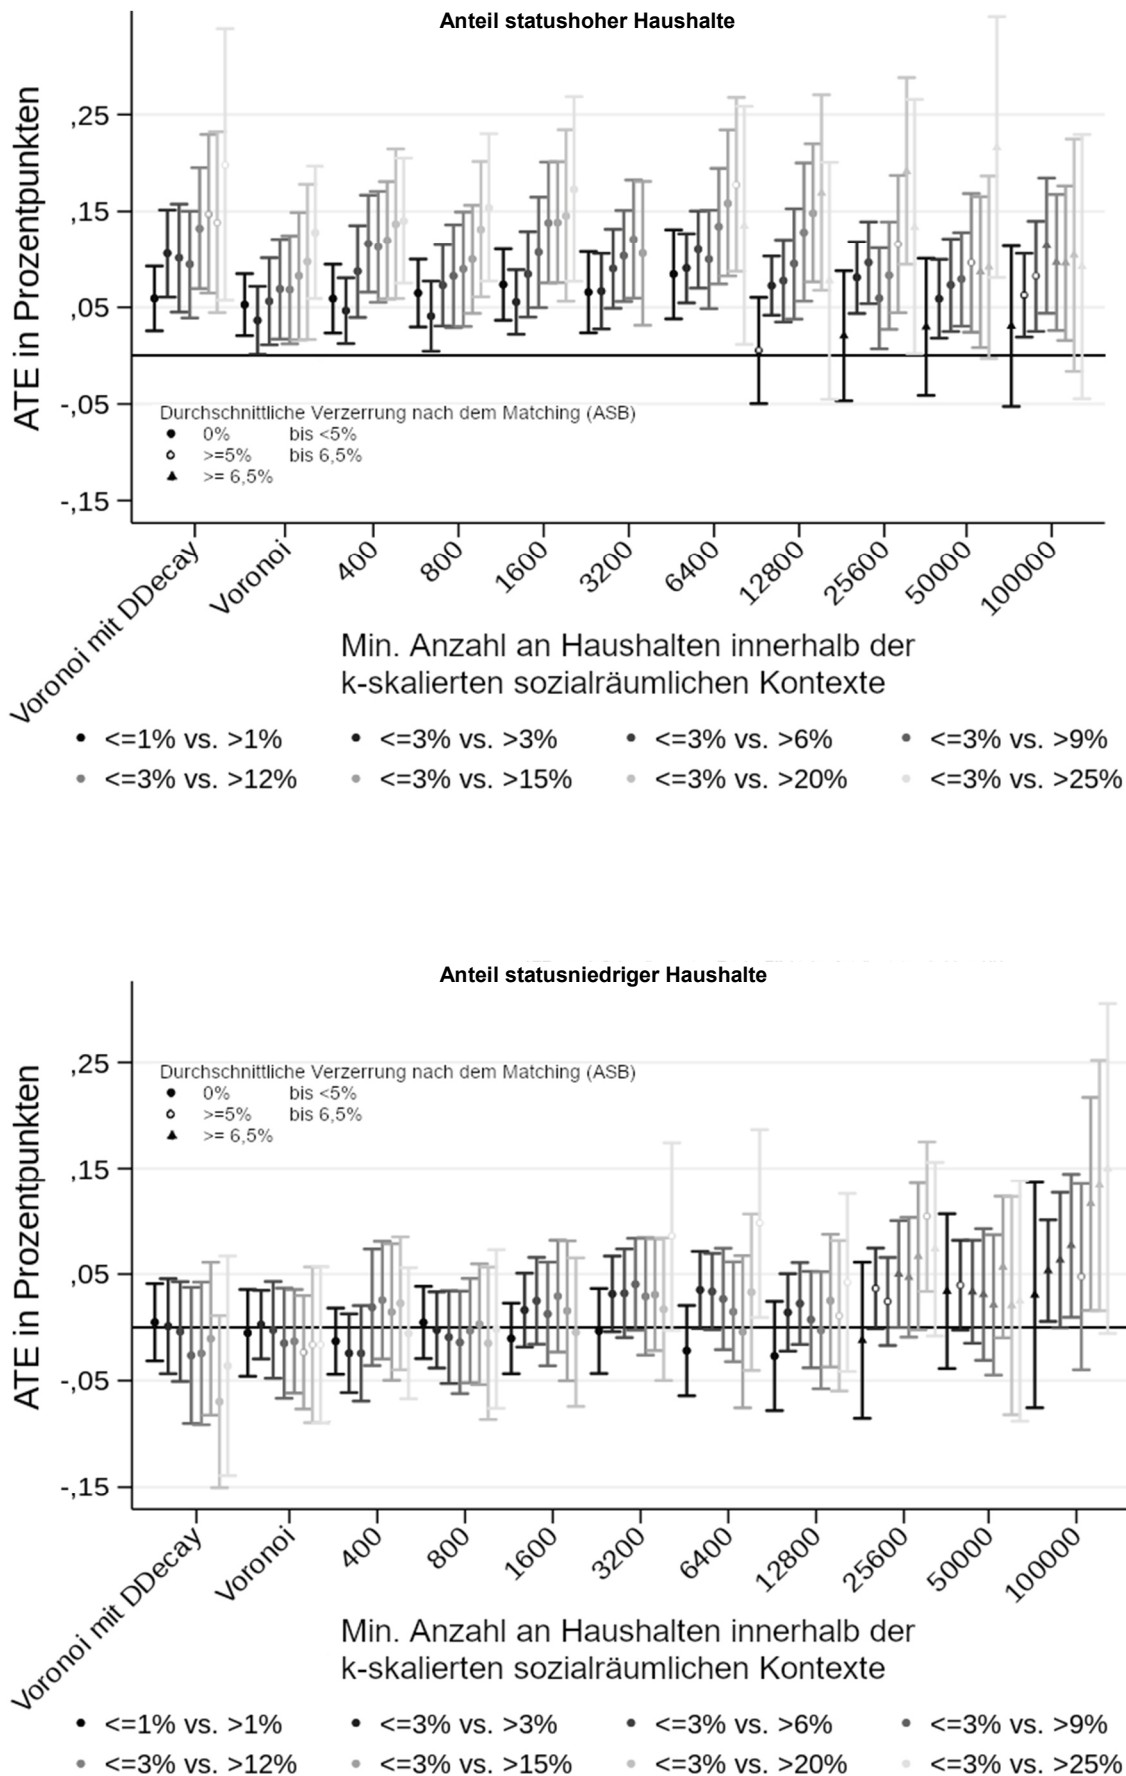 Anteil statushoher Haushalte
ATE in Prozentpunkten
,25
,15
,05
-,05
-,15
Durchschnittliche Verzerrung nach dem Matching (ASB)
0% bis <5%
>=5% bis 6,5%
>= 6,5%
Voronoi mit DDecay
Voronoi
400
800
1600
3200
6400
12800
25600
50000
100000
Min. Anzahl an Haushalten innerhalb der
k-skalierten sozialräumlichen Kontexte
<=1% vs. >1% <=3% vs. >3% <=3% vs. >6% <=3% vs. >9%
<=3% vs. >12% <=3% vs. >15% <=3% vs. >20% <=3% vs. >25%
Anteil statusniedriger Haushalte
ATE in Prozentpunkten
,25
,15
,05
-,05
-,15
Durchschnittliche Verzerrung nach dem Matching (ASB)
0% bis <5%
>=5% bis 6,5%
>= 6,5%
Voronoi mit DDecay
Voronoi
400
800
1600
3200
6400
12800
25600
50000
100000
Min. Anzahl an Haushalten innerhalb der
k-skalierten sozialräumlichen Kontexte
<=1% vs. >1% <=3% vs. >3% <=3% vs. >6% <=3% vs. >9%
<=3% vs. >12% <=3% vs. >15% <=3% vs. >20% <=3% vs. >25%